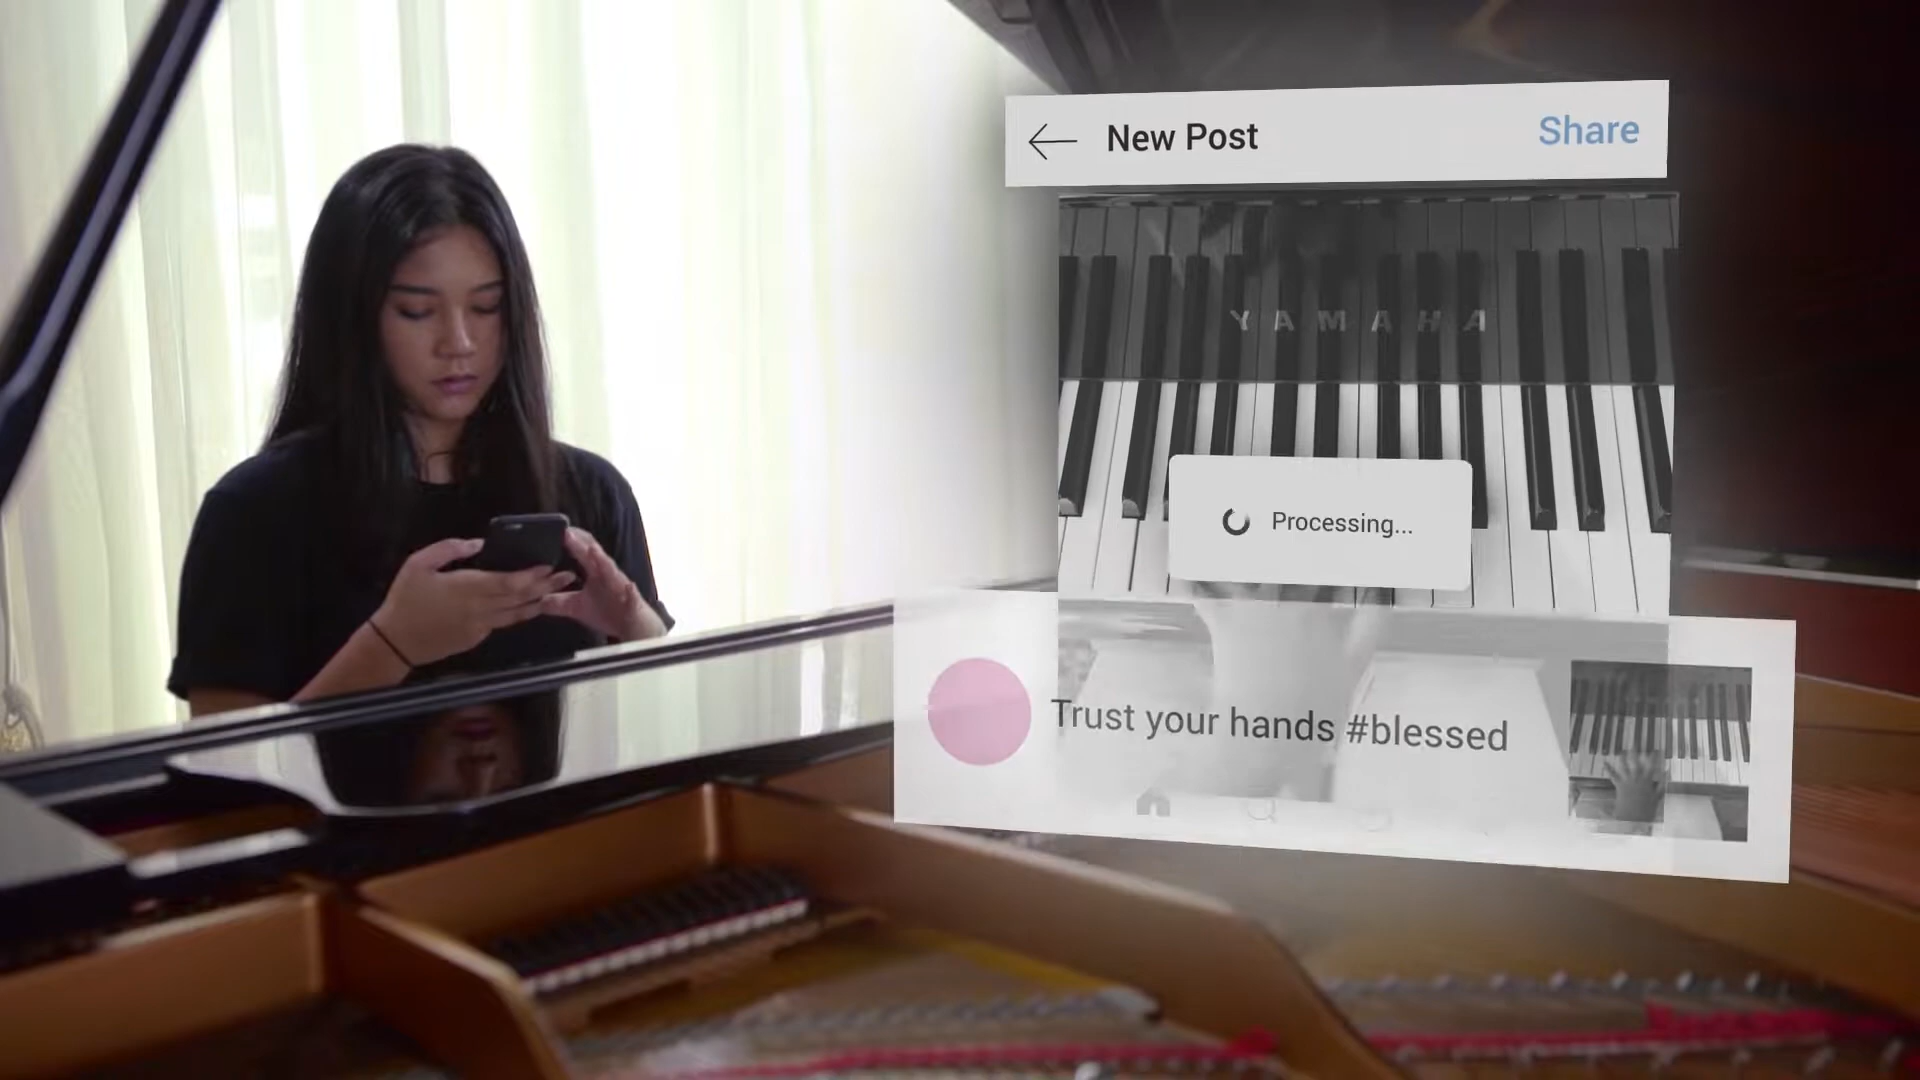 New Post
Share
YAMAHA
Processing...
Trust your hands #blessed